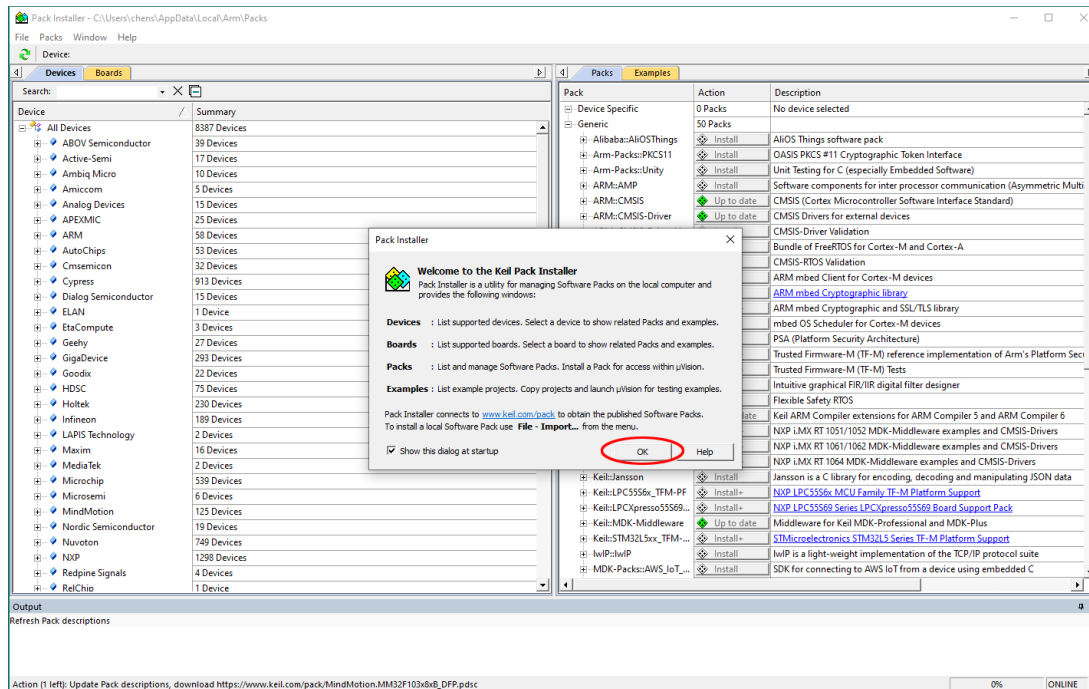 Pack Installer - C:\Users\chens\AppData\Local\Arm\Packs
File Packs Window Help
Device:
Devices Boards
Search:
Device / Summary
All Devices 8387 Devices
ABOV Semiconductor 39 Devices
Active-Semi 17 Devices
Ambiq Micro 10 Devices
Amiccom 5 Devices
Analog Devices 15 Devices
APEXMIC 25 Devices
ARM 58 Devices
AutoChips 53 Devices
Cmsemicon 32 Devices
Cypress 913 Devices
Dialog Semiconductor 15 Devices
ELAN 1 Device
EtaCompute 3 Devices
Geehy 27 Devices
GigaDevice 293 Devices
Goodix 22 Devices
HDSC 75 Devices
Holtek 230 Devices
Infineon 189 Devices
LAPIS Technology 2 Devices
Maxim 16 Devices
MediaTek 2 Devices
Microchip 539 Devices
Microsemi 6 Devices
MindMotion 125 Devices
Nordic Semiconductor 19 Devices
Nuvoton 749 Devices
NXP 1298 Devices
Redpine Signals 4 Devices
RelChip 1 Device
Packs Examples
Pack Action Description
Device Specific 0 Packs No device selected
Generic 50 Packs
Alibaba::AliOSThings Install AliOS Things software pack
Arm-Packs::PKCS11 Install OASIS PKCS #11 Cryptographic Token Interface
Arm-Packs::Unity Install Unit Testing for C (especially Embedded Software)
ARM::AMP Install Software components for inter processor communication (Asymmetric Multi
ARM::CMSIS Up to date CMSIS (Cortex Microcontroller Software Interface Standard)
ARM::CMSIS-Driver Up to date CMSIS Drivers for external devices
CMSIS-Driver Validation
Bundle of FreeRTOS for Cortex-M and Cortex-A
CMSIS-RTOS Validation
ARM mbed Client for Cortex-M devices
ARM mbed Cryptographic library
ARM mbed Cryptographic and SSL/TLS library
mbed OS Scheduler for Cortex-M devices
PSA (Platform Security Architecture)
Trusted Firmware-M (TF-M) reference implementation of Arm's Platform Secu
Trusted Firmware-M (TF-M) Tests
Intuitive graphical FIR/IIR digital filter designer
Flexible Safety RTOS
date Keil ARM Compiler extensions for ARM Compiler 5 and ARM Compiler 6
NXP i.MX RT 1051/1052 MDK-Middleware examples and CMSIS-Drivers
NXP i.MX RT 1061/1062 MDK-Middleware examples and CMSIS-Drivers
NXP i.MX RT 1064 MDK-Middleware examples and CMSIS-Drivers
Keil::Jansson Install Jansson is a C library for encoding, decoding and manipulating JSON data
Keil::LPC55S6x_TFM-PF Install+ NXP LPC55S6x MCU Family TF-M Platform Support
Keil::LPCXpresso55S69... Install+ NXP LPC55S69 Series LPCXpresso55S69 Board Support Pack
Keil::MDK-Middleware Up to date Middleware for Keil MDK-Professional and MDK-Plus
Keil::STM32L5xx_TFM-... Install+ STMicroelectronics STM32L5 Series TF-M Platform Support
lwIP::lwIP Install lwIP is a light-weight implementation of the TCP/IP protocol suite
MDK-Packs::AWS_IoT_... Install SDK for connecting to AWS IoT from a device using embedded C
Pack Installer
Welcome to the Keil Pack Installer
Pack Installer is a utility for managing Software Packs on the local computer and
provides the following windows:
Devices : List supported devices. Select a device to show related Packs and examples.
Boards : List supported boards. Select a board to show related Packs and examples.
Packs : List and manage Software Packs. Install a Pack for access within µVision.
Examples : List example projects. Copy projects and launch µVision for testing examples.
Pack Installer connects to www.keil.com/pack to obtain the published Software Packs.
To install a local Software Pack use File - Import... from the menu.
Show this dialog at startup
OK
Help
Output
Refresh Pack descriptions
Action (1 left): Update Pack descriptions, download https://www.keil.com/pack/MindMotion.MM32F103x8xB_DFP.pdsc
0%
ONLINE